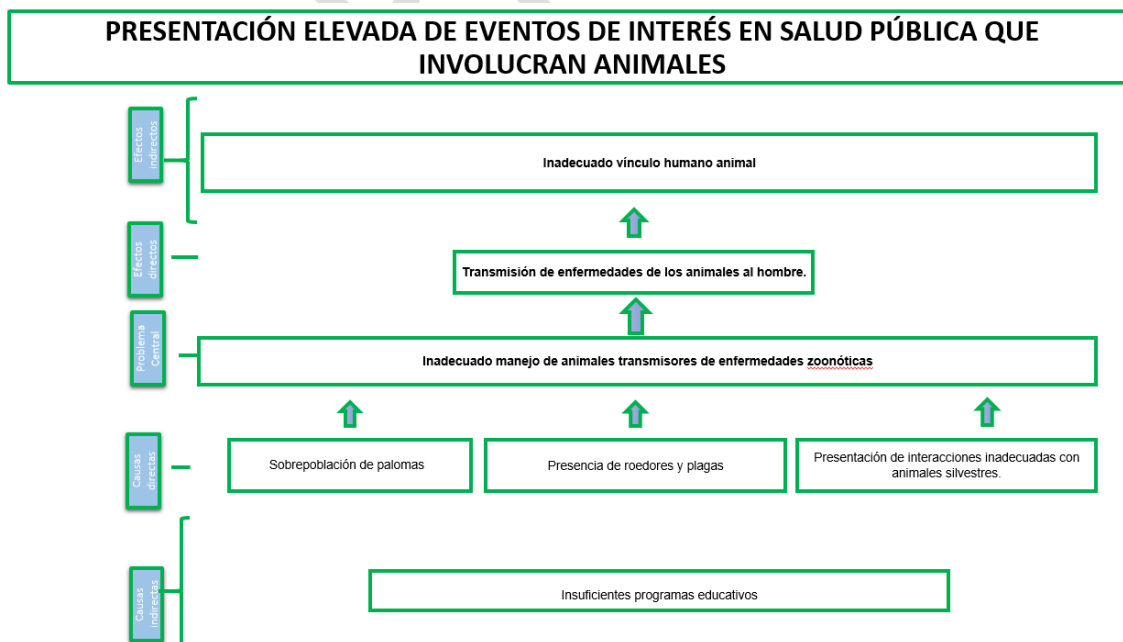 PRESENTACIÓN ELEVADA DE EVENTOS DE INTERÉS EN SALUD PÚBLICA QUE
INVOLUCRAN ANIMALES
Efectos
indirectos
Inadecuado vínculo humano animal
Efectos
directos
Transmisión de enfermedades de los animales al hombre.
Problema
Central
Inadecuado manejo de animales transmisores de enfermedades zoonóticas
Causas
directas
Sobrepoblación de palomas
Presencia de roedores y plagas
Presentación de interacciones inadecuadas con
animales silvestres.
Causas
indirectas
Insuficientes programas educativos